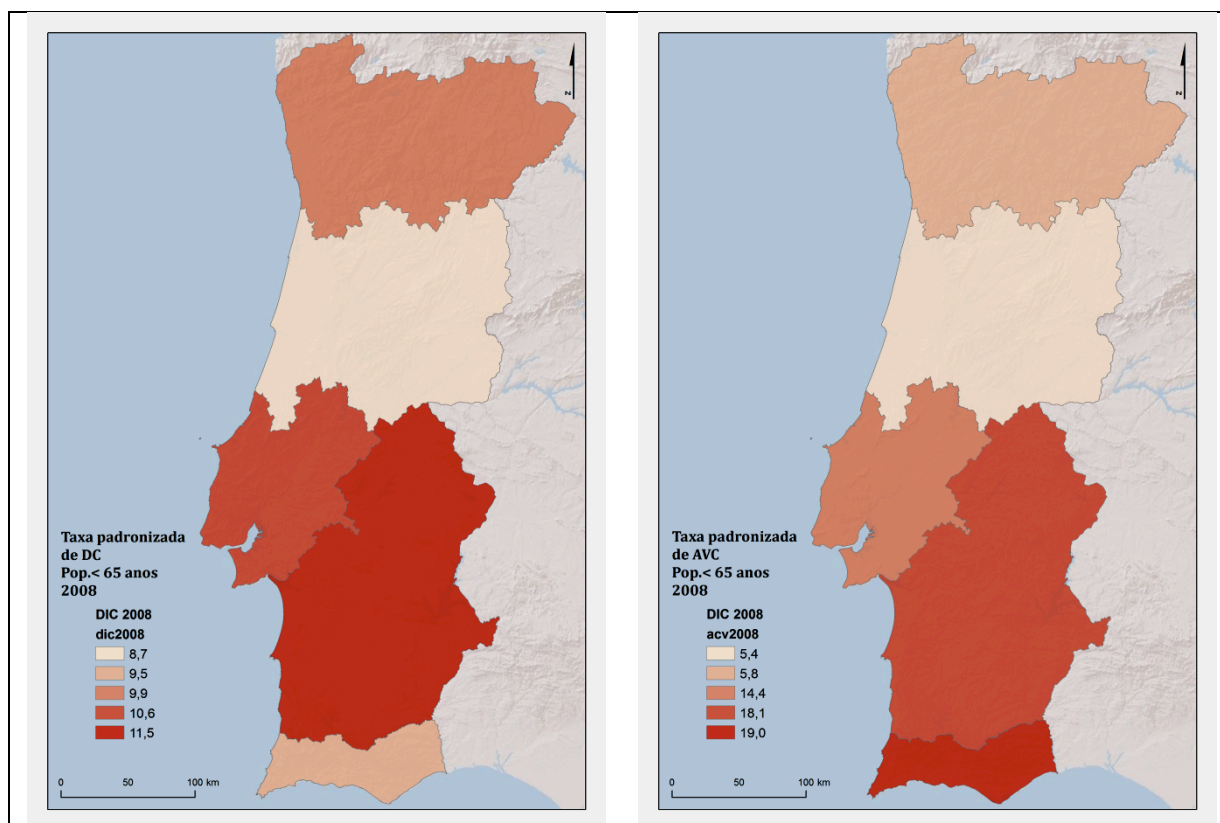 N
Taxa padronizada
de DC
Pop.< 65 anos
2008
DIC 2008
dic2008
8,7
9,5
9,9
10,6
11,5
0 50 100 km
N
Taxa padronizada
de AVC
Pop.< 65 anos
2008
DIC 2008
acv2008
5,4
5,8
14,4
18,1
19,0
0 50 100 km